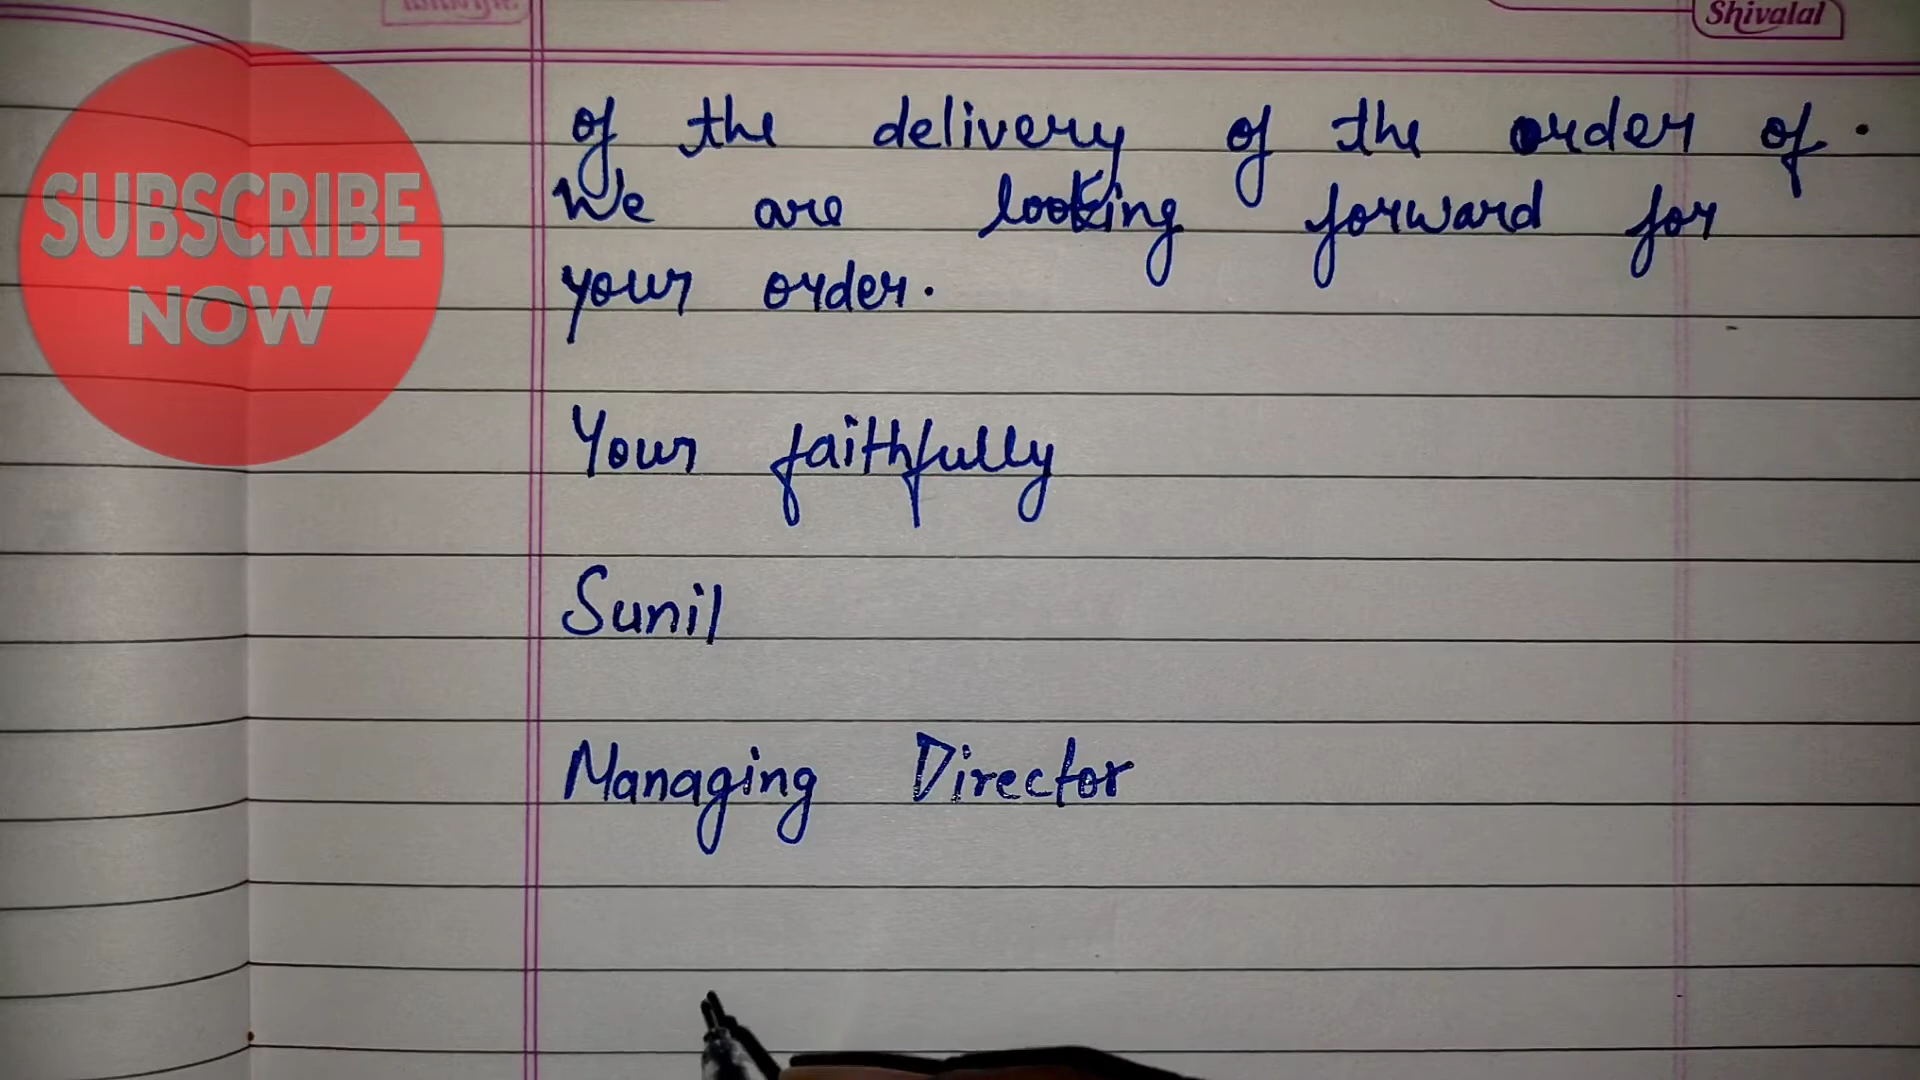 Shivalal
of the delivery of the order of.
We are looking forward for
your order.
Your faithfully
Sunil
Managing Director
SUBSCRIBE
NOW